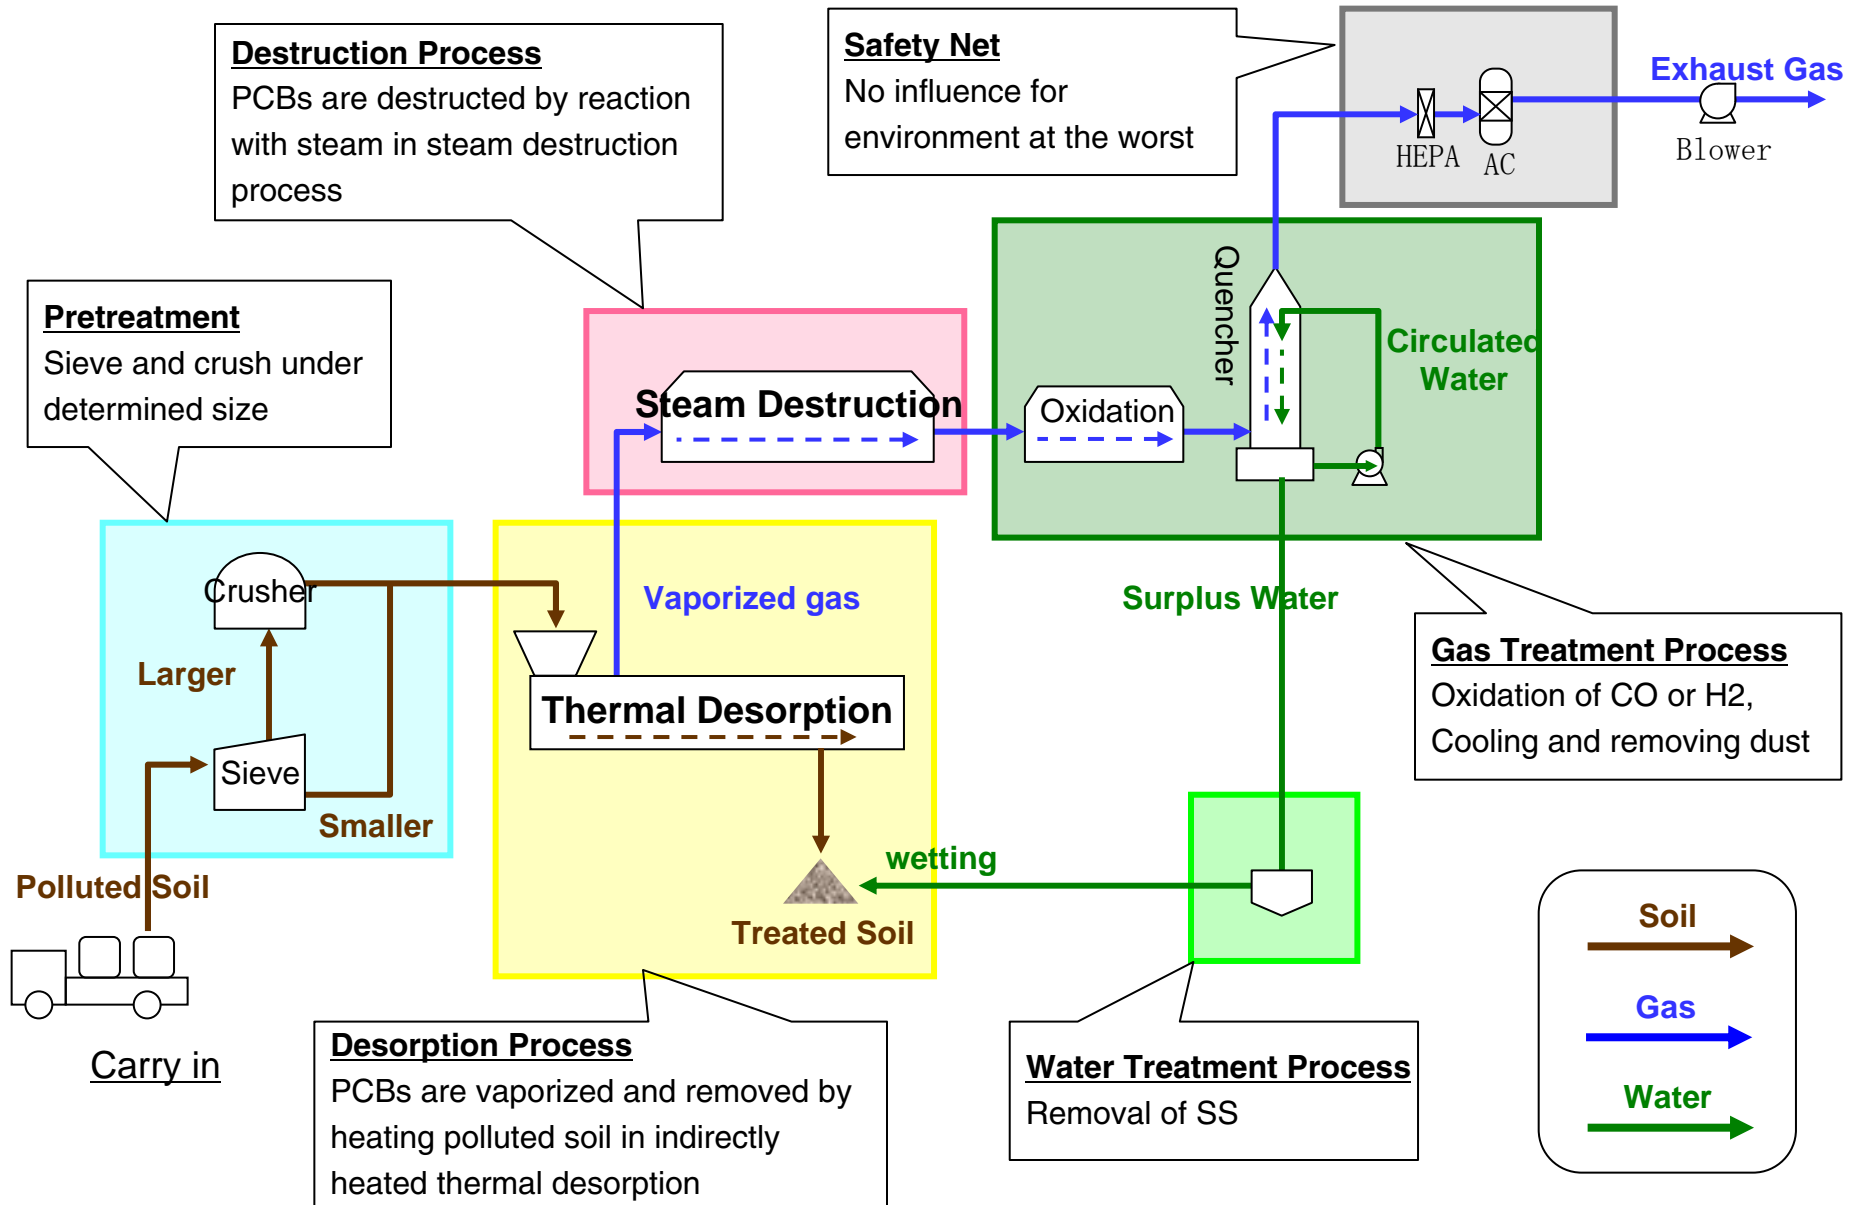 Destruction Process
PCBs are destructed by reaction
with steam in steam destruction
process
Safety Net
No influence for
environment at the worst
Exhaust Gas
HEPA
AC
Blower
Pretreatment
Sieve and crush under
determined size
Steam Destruction
Oxidation
Quencher
Circulated
Water
Crusher
Larger
Sieve
Smaller
Polluted Soil
Carry in
Vaporized gas
Thermal Desorption
Treated Soil
Surplus Water
wetting
Gas Treatment Process
Oxidation of CO or H2,
Cooling and removing dust
Desorption Process
PCBs are vaporized and removed by
heating polluted soil in indirectly
heated thermal desorption
Water Treatment Process
Removal of SS
Soil
Gas
Water